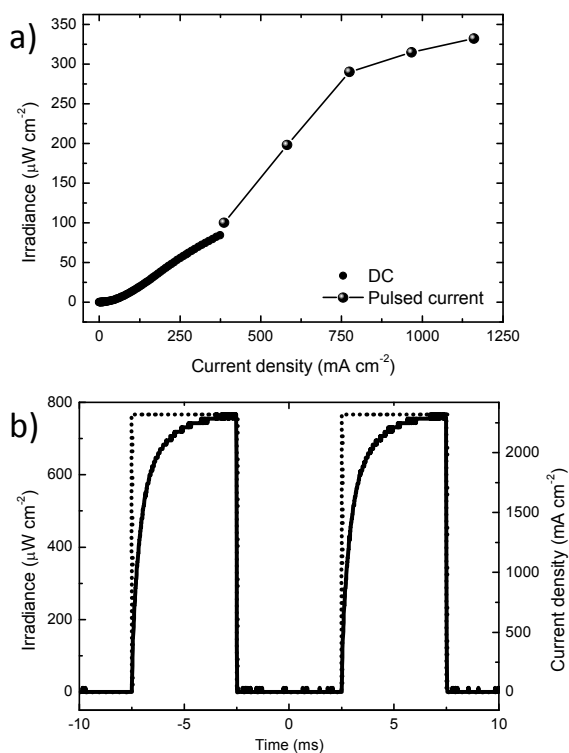 a)
350
300
250
200
150
100
50
0
Irradiance (μW cm⁻²)
DC
Pulsed current
0 250 500 750 1000 1250
Current density (mA cm⁻²)
b)
800
600
400
200
0
Irradiance (μW cm⁻²)
2000
1500
1000
500
0
Current density (mA cm⁻²)
-10 -5 0 5 10
Time (ms)